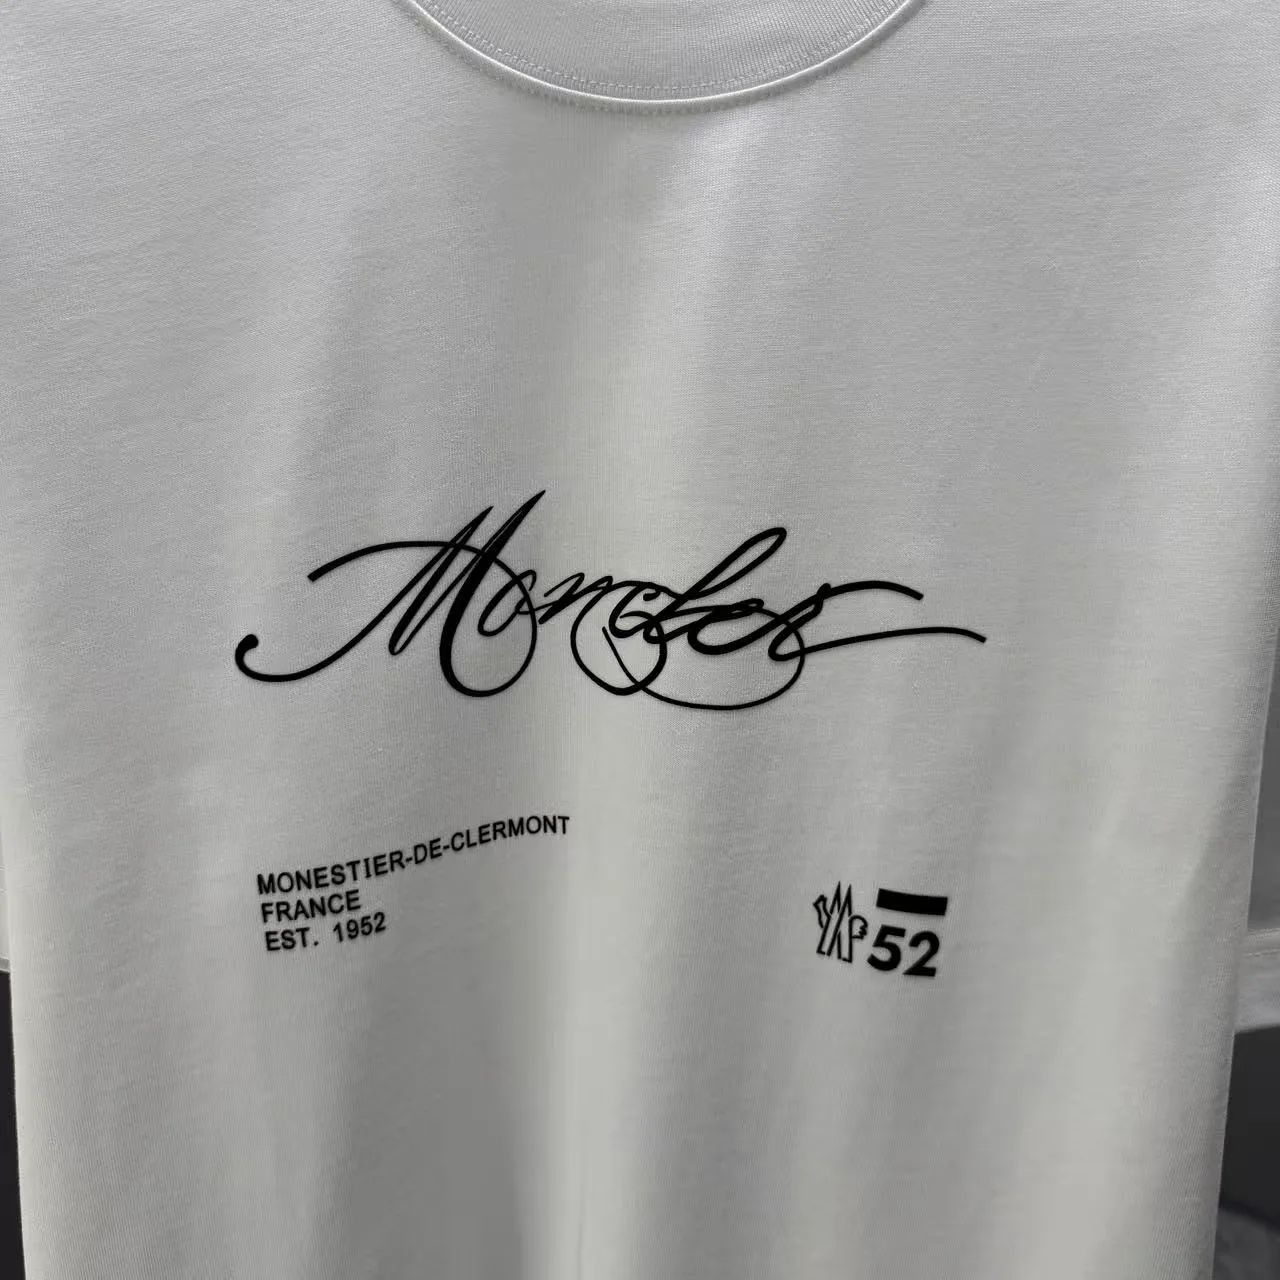 Moncler
MONESTIER-DE-CLERMONT
FRANCE
EST. 1952
52